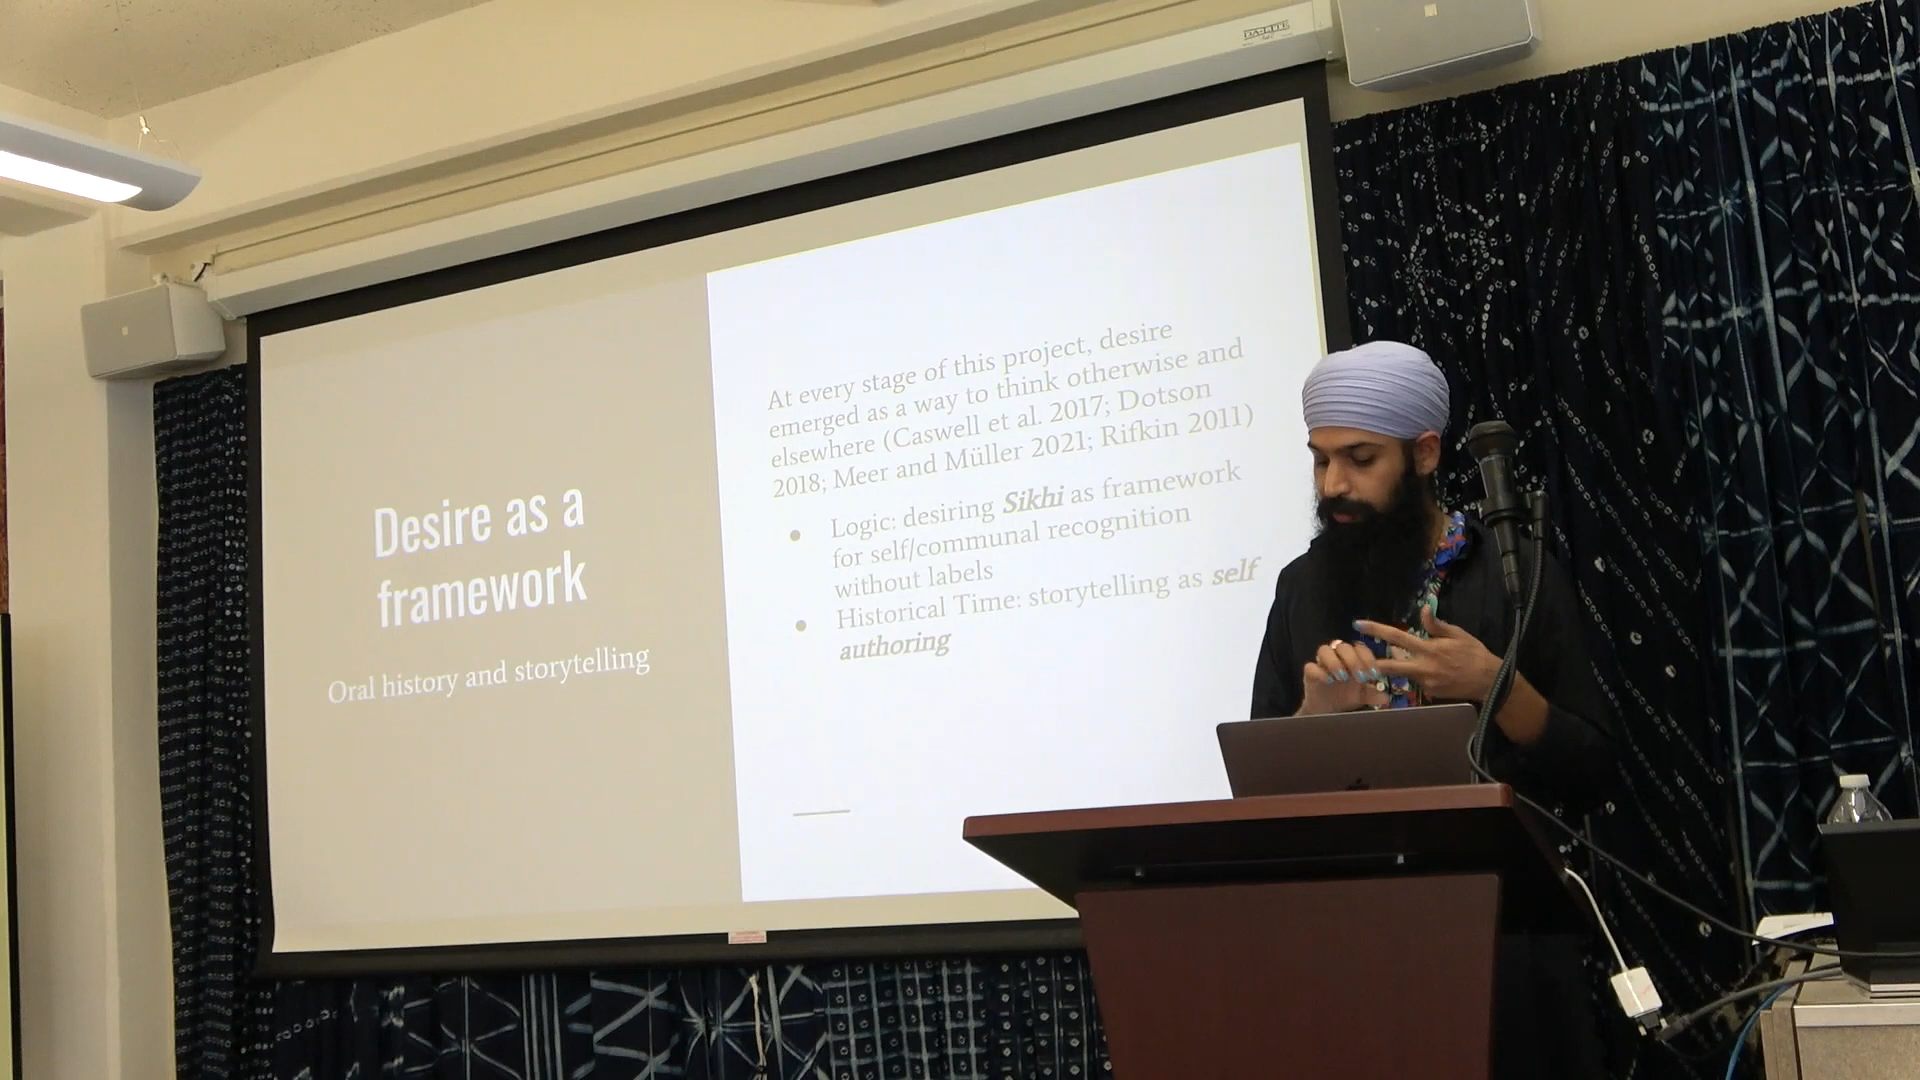 DA-LITE
Desire as a
framework
Oral history and storytelling
At every stage of this project, desire
emerged as a way to think otherwise and
elsewhere (Caswell et al. 2017; Dotson
2018; Meer and Müller 2021; Rifkin 2011)
● Logic: desiring Sikhi as framework
for self/communal recognition
without labels
● Historical Time: storytelling as self
authoring